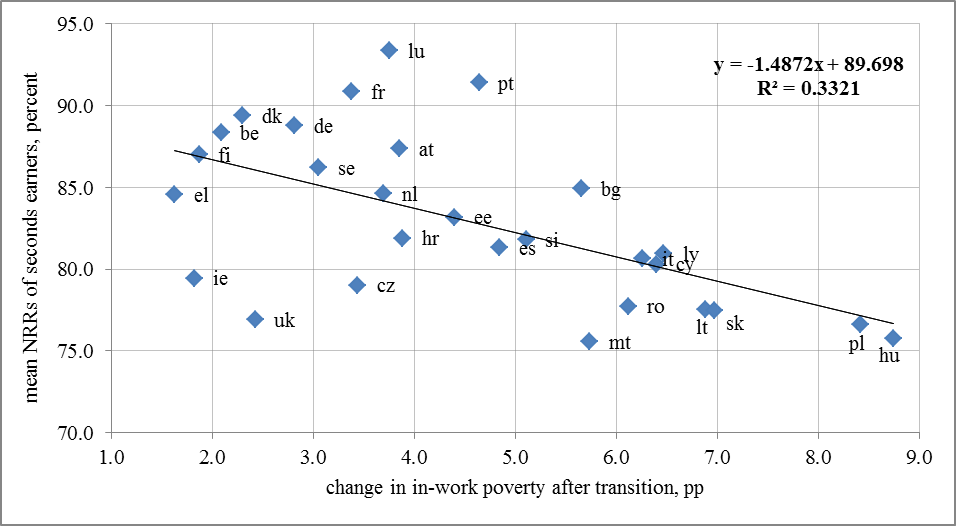 95.0
90.0
85.0
80.0
75.0
70.0
mean NRRs of seconds earners, percent
y = -1.4872x + 89.698
R² = 0.3321
lu
pt
fr
dk
de
be
at
fi
se
el
nl
bg
ee
hr
si
es
ly
it
cy
ie
cz
ro
uk
lt
sk
mt
pl
hu
1.0 2.0 3.0 4.0 5.0 6.0 7.0 8.0 9.0
change in in-work poverty after transition, pp